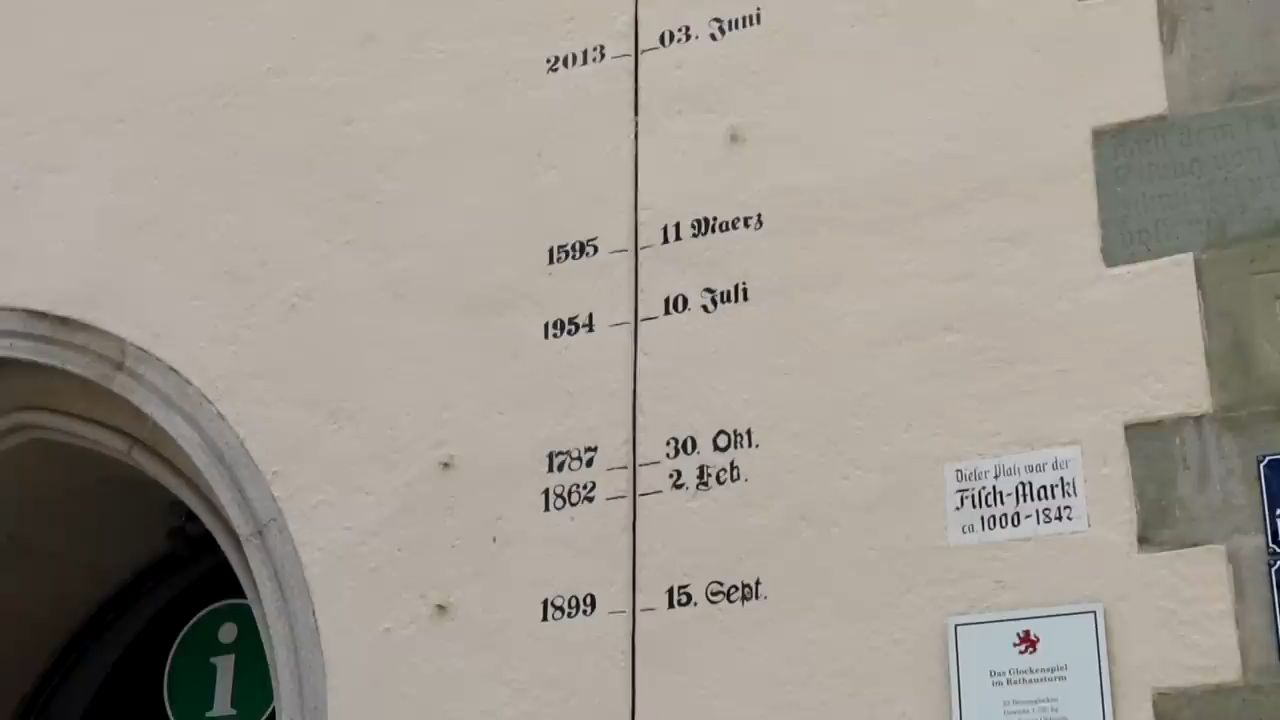 2013 03. Juni
1595 11 Maerz
1954 10. Juli
1787 30. Okt.
1862 2. Feb.
1899 15. Sept.
Dieser Platz war der
Fisch-Markt
ca. 1000-1842
i
Das Glockenspiel
im Rathausturm